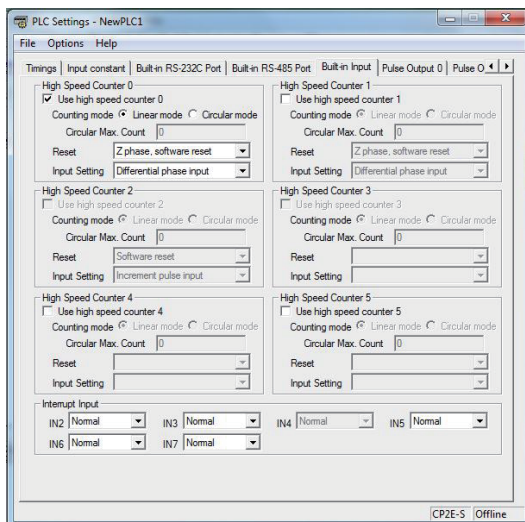 PLC Settings - NewPLC1
File Options Help
Timings Input constant Built-in RS-232C Port Built-in RS-485 Port Built-in Input Pulse Output 0 Pulse O
High Speed Counter 0
Use high speed counter 0
Counting mode Linear mode Circular mode
Circular Max. Count 0
Reset Z phase, software reset
Input Setting Differential phase input
High Speed Counter 1
Use high speed counter 1
Counting mode Linear mode Circular mode
Circular Max. Count 0
Reset Z phase, software reset
Input Setting Differential phase input
High Speed Counter 2
Use high speed counter 2
Counting mode Linear mode Circular mode
Circular Max. Count 0
Reset Software reset
Input Setting Increment pulse input
High Speed Counter 3
Use high speed counter 3
Counting mode Linear mode Circular mode
Circular Max. Count 0
Reset
Input Setting
High Speed Counter 4
Use high speed counter 4
Counting mode Linear mode Circular mode
Circular Max. Count 0
Reset
Input Setting
High Speed Counter 5
Use high speed counter 5
Counting mode Linear mode Circular mode
Circular Max. Count 0
Reset
Input Setting
Interrupt Input
IN2 Normal IN3 Normal IN4 Normal IN5 Normal
IN6 Normal IN7 Normal
CP2E-S Offline